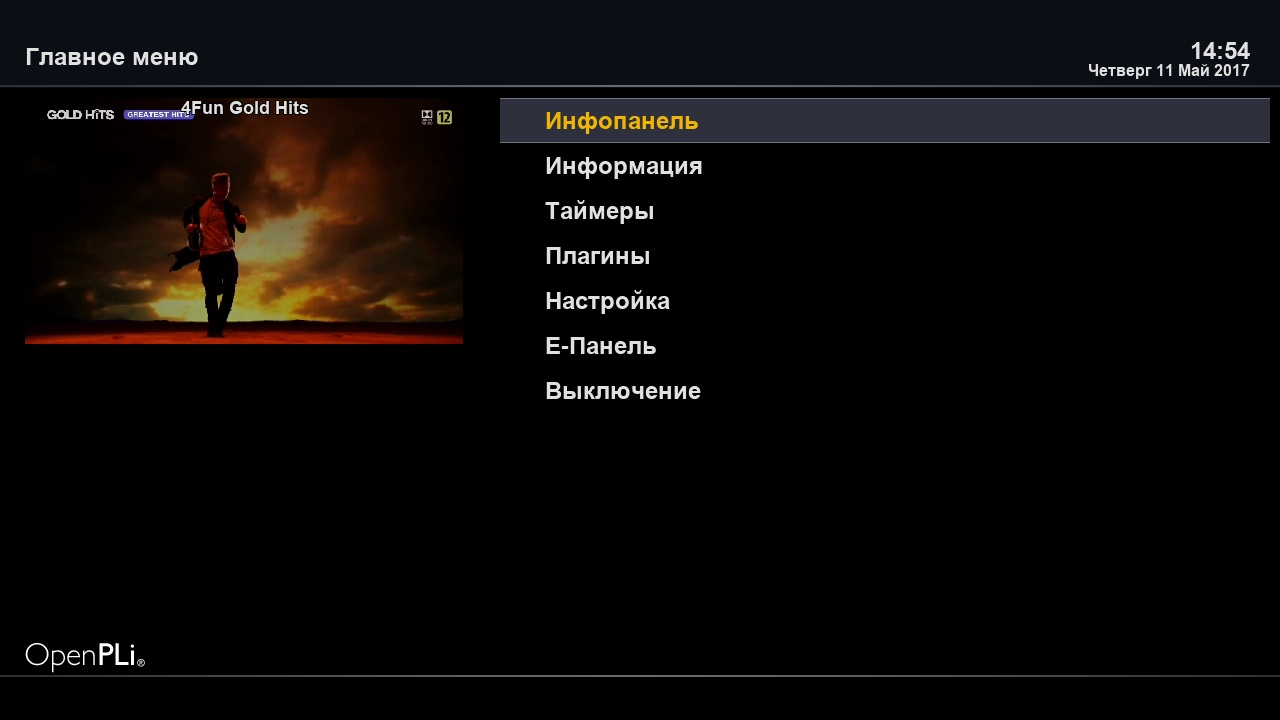 Главное меню
14:54
Четверг 11 Май 2017
4Fun Gold Hits
GOLD HITS
GREATEST HITS
12
Инфопанель
Информация
Таймеры
Плагины
Настройка
Е-Панель
Выключение
OpenPLi®